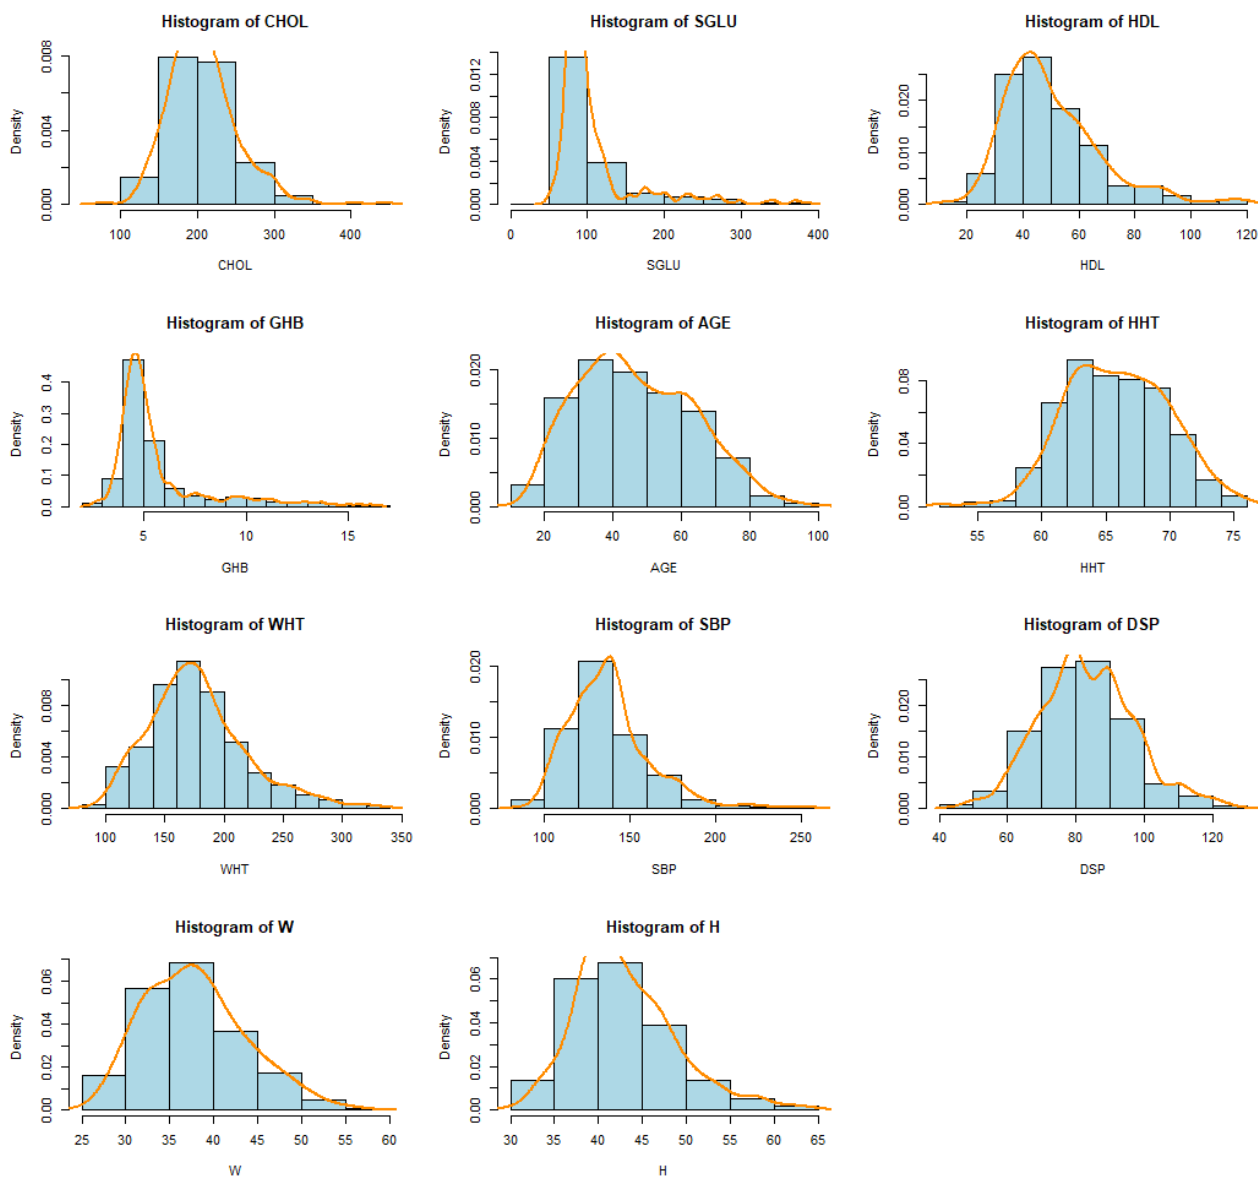 Histogram of CHOL
Density
0.000 0.004 0.008
100 200 300 400
CHOL
Histogram of SGLU
Density
0.000 0.004 0.008 0.012
0 100 200 300 400
SGLU
Histogram of HDL
Density
0.000 0.010 0.020
20 40 60 80 100 120
HDL
Histogram of GHB
Density
0.0 0.1 0.2 0.3 0.4
5 10 15
GHB
Histogram of AGE
Density
0.000 0.010 0.020
20 40 60 80 100
AGE
Histogram of HHT
Density
0.00 0.04 0.08
55 60 65 70 75
HHT
Histogram of WHT
Density
0.000 0.004 0.008
100 150 200 250 300 350
WHT
Histogram of SBP
Density
0.000 0.010 0.020
100 150 200 250
SBP
Histogram of DSP
Density
0.000 0.010 0.020
40 60 80 100 120
DSP
Histogram of W
Density
0.00 0.02 0.04 0.06
25 30 35 40 45 50 55 60
W
Histogram of H
Density
0.00 0.02 0.04 0.06
30 35 40 45 50 55 60 65
H